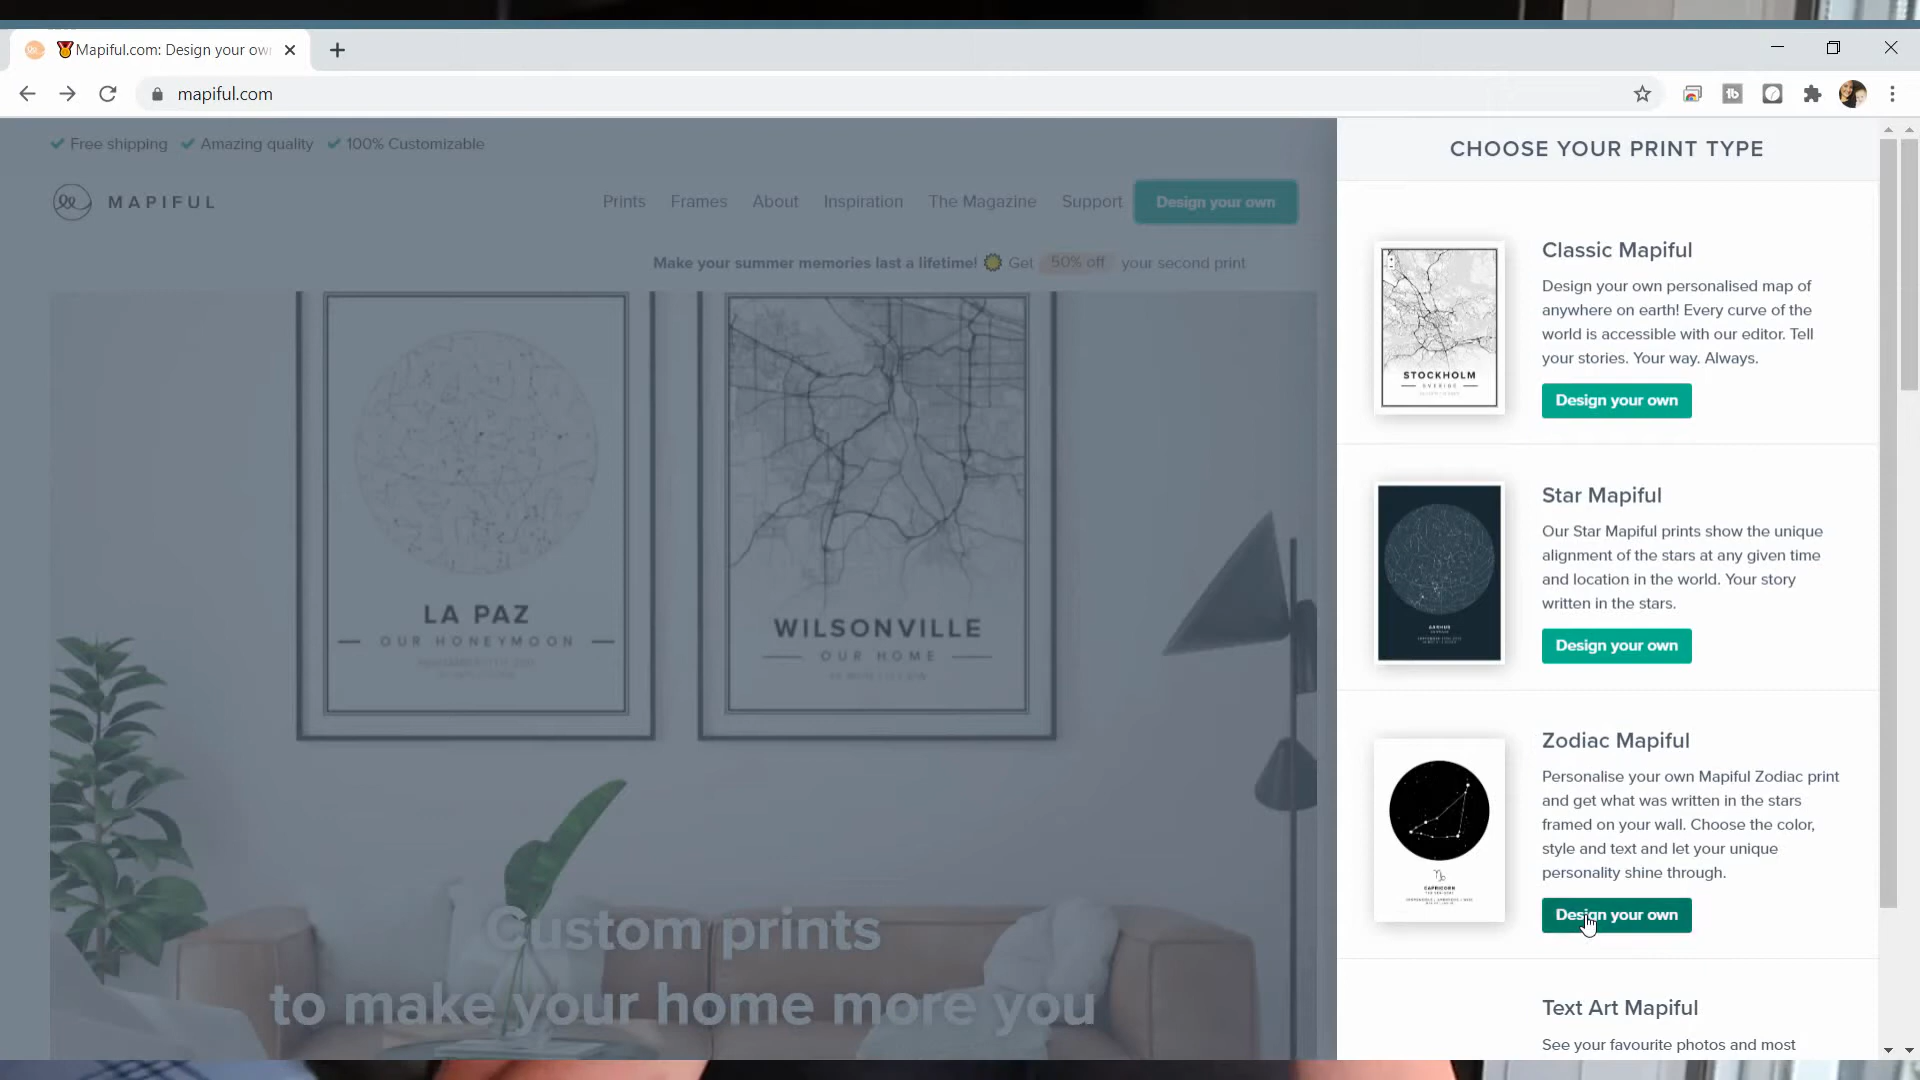 Mapiful.com: Design your ow
mapiful.com
Free shipping Amazing quality 100% Customizable
MAPIFUL
Prints Frames About Inspiration The Magazine Support Design your own
Make your summer memories last a lifetime! Get 50% off your second print
LA PAZ
OUR HONEYMOON
WILSONVILLE
OUR HOME
Custom prints
to make your home more you
CHOOSE YOUR PRINT TYPE
STOCKHOLM
SVERIGE
Classic Mapiful
Design your own personalised map of
anywhere on earth! Every curve of the
world is accessible with our editor. Tell
your stories. Your way. Always.
Design your own
AARHUS
Star Mapiful
Our Star Mapiful prints show the unique
alignment of the stars at any given time
and location in the world. Your story
written in the stars.
Design your own
CAPRICORN
Zodiac Mapiful
Personalise your own Mapiful Zodiac print
and get what was written in the stars
framed on your wall. Choose the color,
style and text and let your unique
personality shine through.
Design your own
Text Art Mapiful
See your favourite photos and most